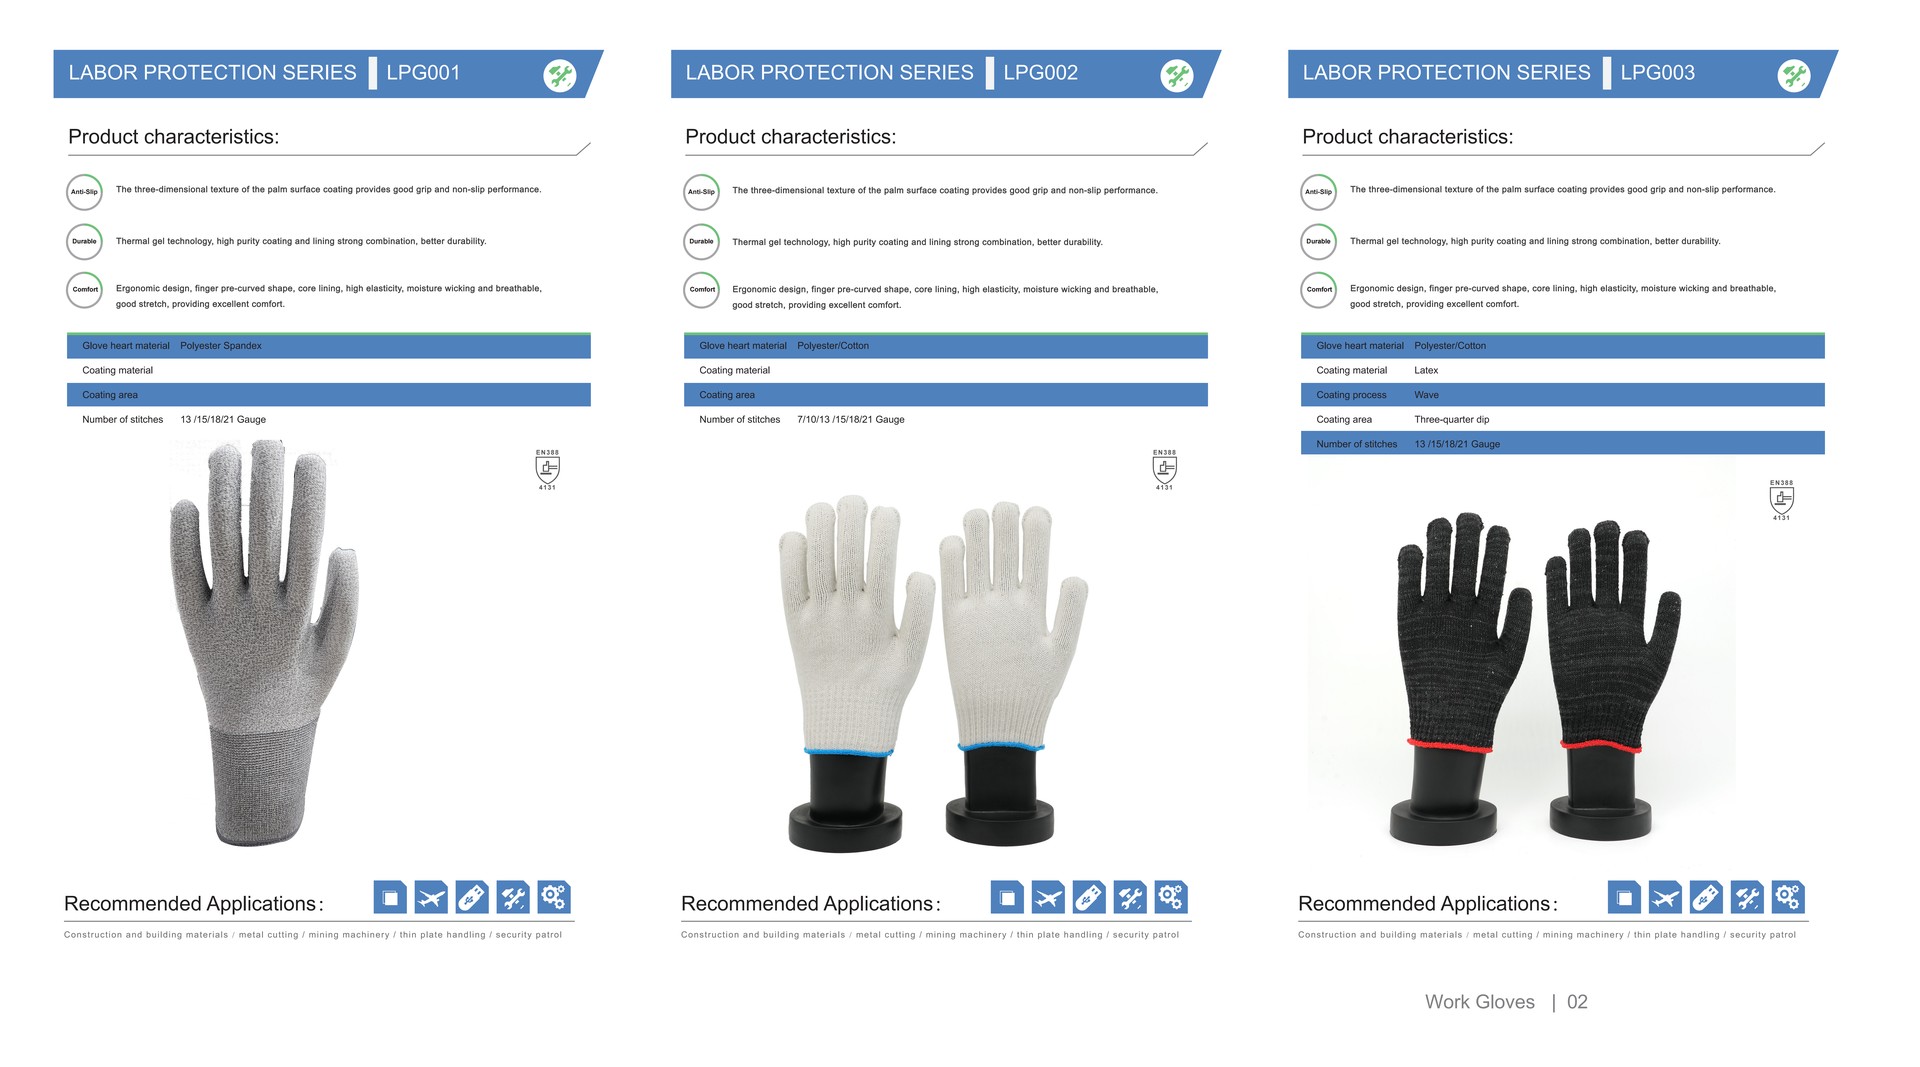 LABOR PROTECTION SERIES LPG001
Product characteristics:
Anti-Slip
The three-dimensional texture of the palm surface coating provides good grip and non-slip performance.
Durable
Thermal gel technology, high purity coating and lining strong combination, better durability.
Comfort
Ergonomic design, finger pre-curved shape, core lining, high elasticity, moisture wicking and breathable,
good stretch, providing excellent comfort.
Glove heart material Polyester Spandex
Coating material
Coating area
Number of stitches 13 /15/18/21 Gauge
EN388
4131
Recommended Applications:
Construction and building materials / metal cutting / mining machinery / thin plate handling / security patrol
LABOR PROTECTION SERIES LPG002
Product characteristics:
Anti-Slip
The three-dimensional texture of the palm surface coating provides good grip and non-slip performance.
Durable
Thermal gel technology, high purity coating and lining strong combination, better durability.
Comfort
Ergonomic design, finger pre-curved shape, core lining, high elasticity, moisture wicking and breathable,
good stretch, providing excellent comfort.
Glove heart material Polyester/Cotton
Coating material
Coating area
Number of stitches 7/10/13 /15/18/21 Gauge
EN388
4131
Recommended Applications:
Construction and building materials / metal cutting / mining machinery / thin plate handling / security patrol
LABOR PROTECTION SERIES LPG003
Product characteristics:
Anti-Slip
The three-dimensional texture of the palm surface coating provides good grip and non-slip performance.
Durable
Thermal gel technology, high purity coating and lining strong combination, better durability.
Comfort
Ergonomic design, finger pre-curved shape, core lining, high elasticity, moisture wicking and breathable,
good stretch, providing excellent comfort.
Glove heart material Polyester/Cotton
Coating material Latex
Coating process Wave
Coating area Three-quarter dip
Number of stitches 13 /15/18/21 Gauge
EN388
4131
Recommended Applications:
Construction and building materials / metal cutting / mining machinery / thin plate handling / security patrol
Work Gloves | 02